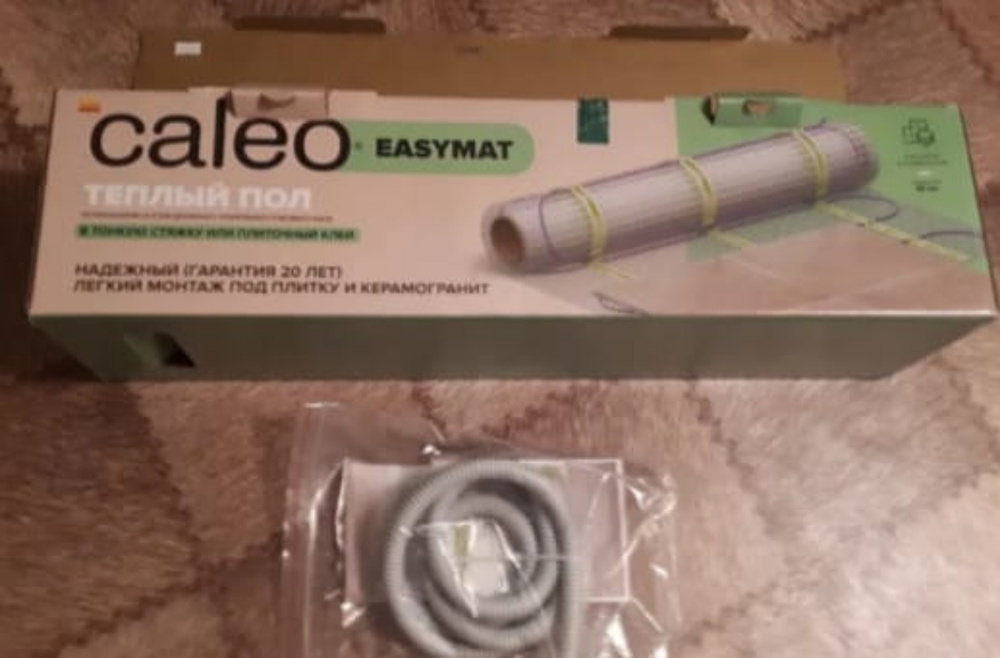 caleo EASYMAT
ТЕПЛЫЙ ПОЛ
В ТОНКУЮ СТЯЖКУ ИЛИ ПЛИТОЧНЫЙ КЛЕЙ
НАДЕЖНЫЙ (ГАРАНТИЯ 20 ЛЕТ)
ЛЕГКИЙ МОНТАЖ ПОД ПЛИТКУ И КЕРАМОГРАНИТ